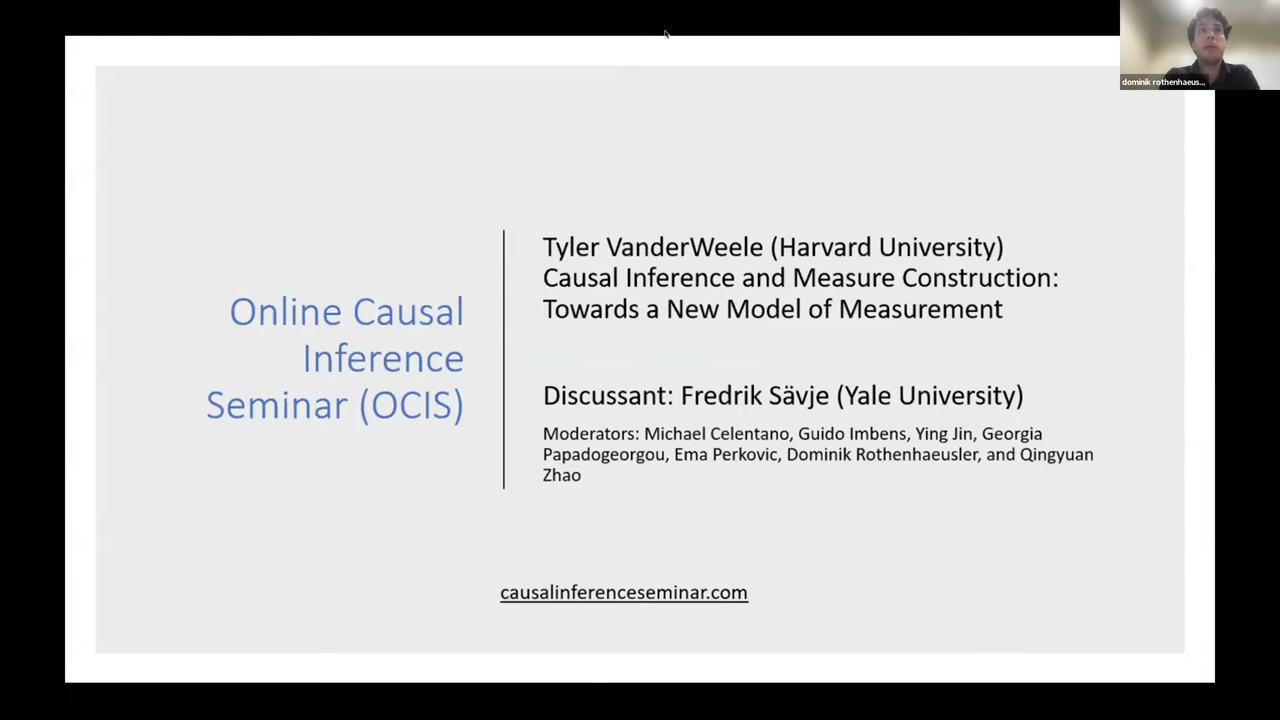 dominik rothenhaeus...
Online Causal
Inference
Seminar (OCIS)
Tyler VanderWeele (Harvard University)
Causal Inference and Measure Construction:
Towards a New Model of Measurement
Discussant: Fredrik Sävje (Yale University)
Moderators: Michael Celentano, Guido Imbens, Ying Jin, Georgia
Papadogeorgou, Ema Perkovic, Dominik Rothenhaeusler, and Qingyuan
Zhao
causalinferenceseminar.com